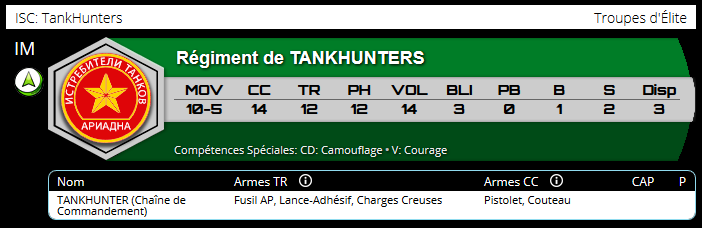 ISC: TankHunters
Troupes d'Élite
IM
Régiment de TANKHUNTERS
ИСТРЕБИТЕЛИ ТАНКОВ
АРИАДНА
MOV CC TR PH VOL BLI PB B S Disp
10-5 14 12 12 14 3 0 1 2 3
Compétences Spéciales: CD: Camouflage • V: Courage
Nom Armes TR Armes CC CAP P
TANKHUNTER (Chaîne de Commandement) Fusil AP, Lance-Adhésif, Charges Creuses Pistolet, Couteau